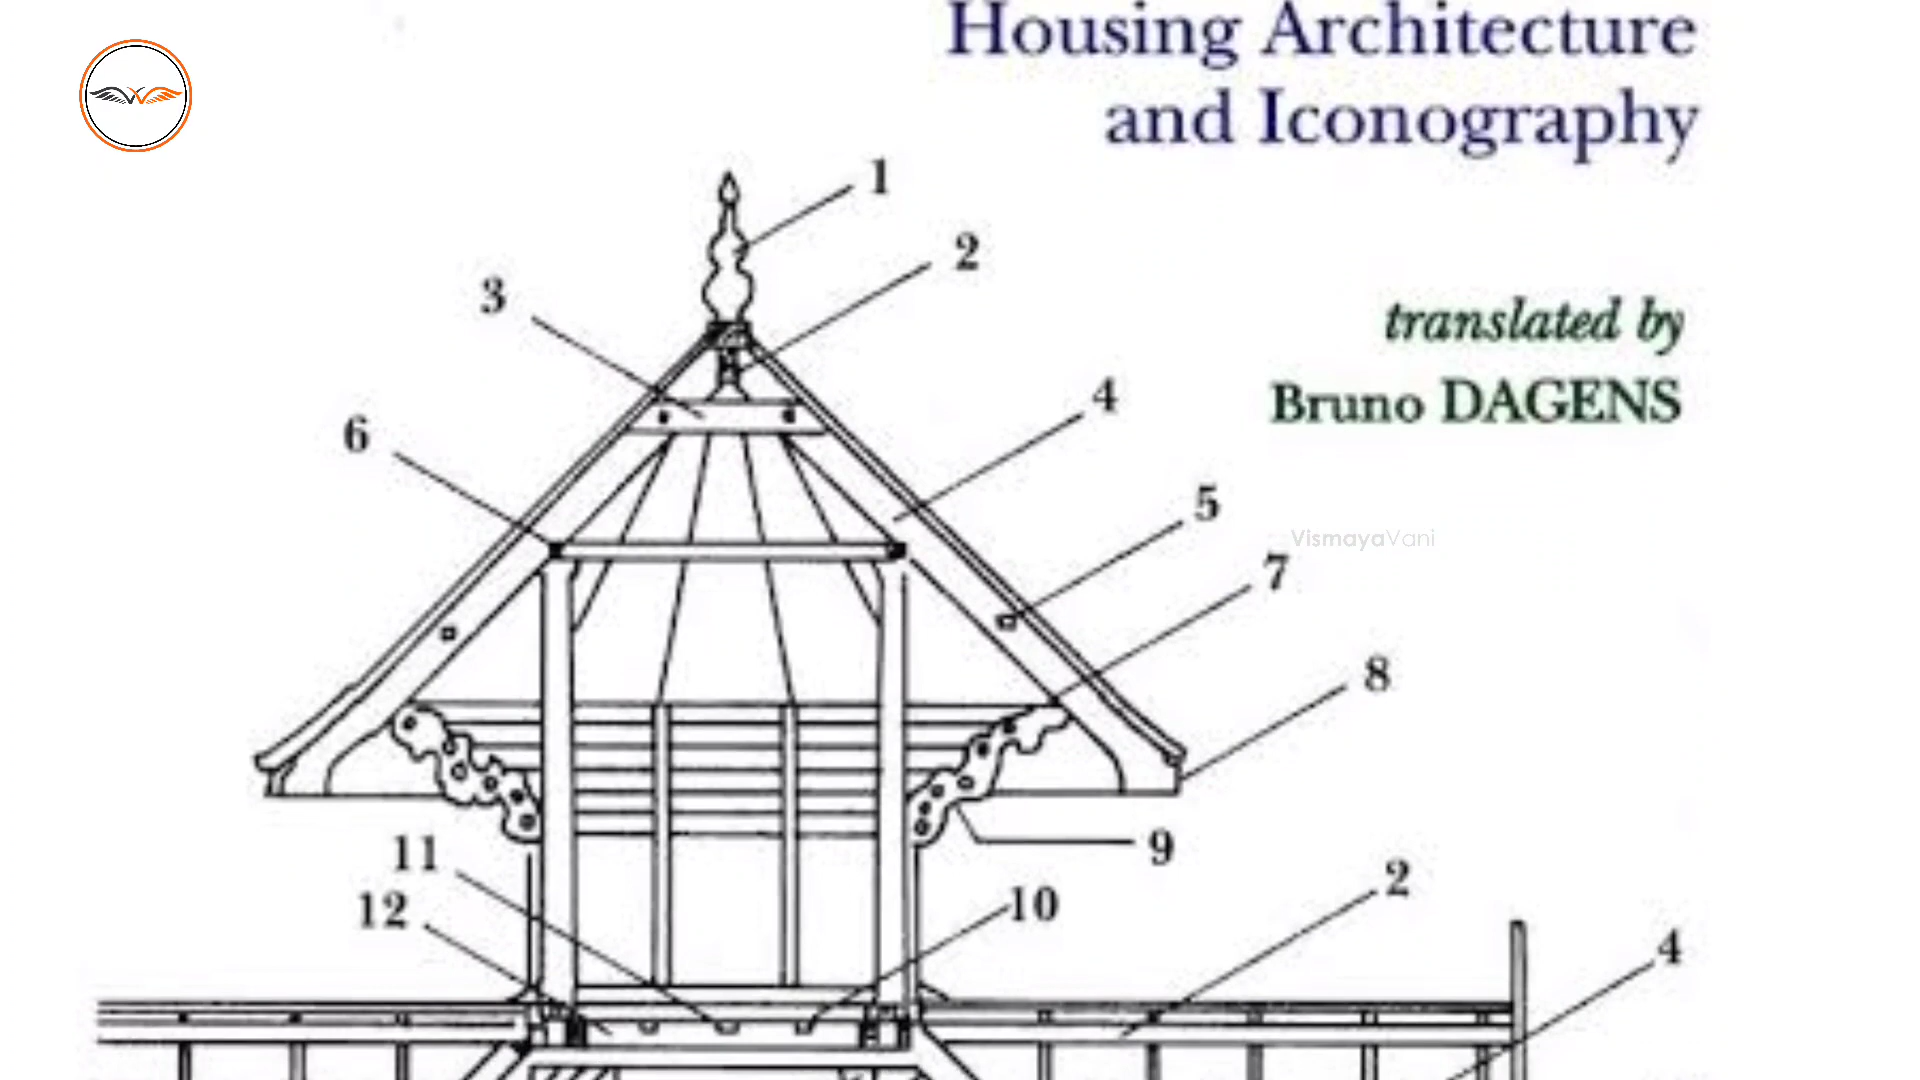 Housing Architecture
and Iconography
1
2
3
translated by
Bruno DAGENS
4
6
5
VismayaVani
7
8
9
11
2
10
12
4